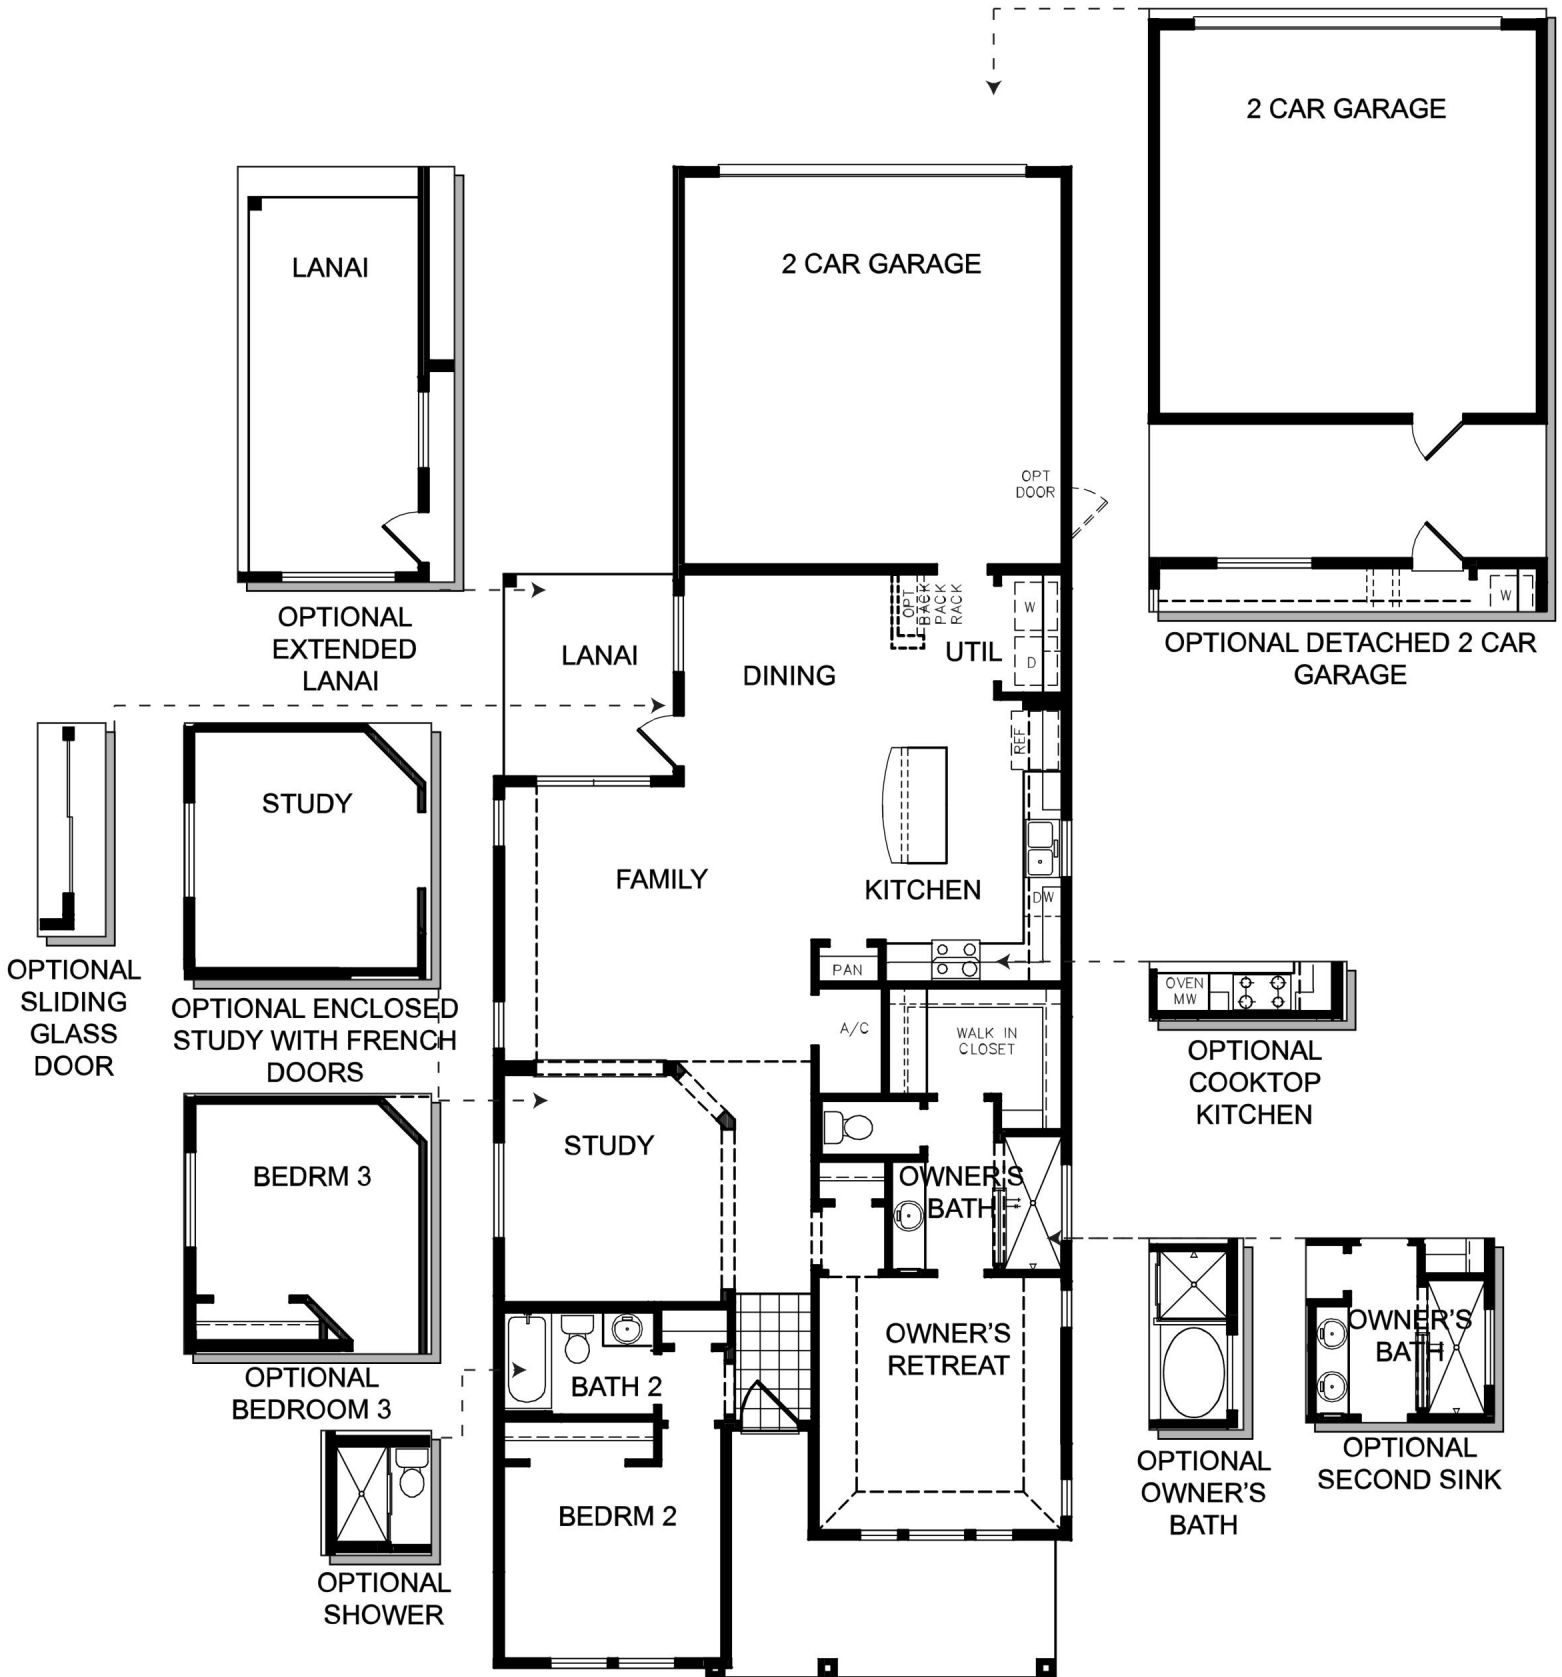 2 CAR GARAGE
LANAI
2 CAR GARAGE
OPT
DOOR
OPTIONAL
EXTENDED
LANAI
OPT
BACK
PACK
RACK
W
W
OPTIONAL DETACHED 2 CAR
GARAGE
LANAI
DINING
UTIL
D
REF
STUDY
OPTIONAL
SLIDING
GLASS
DOOR
FAMILY
KITCHEN
DW
OPTIONAL ENCLOSED
STUDY WITH FRENCH
DOORS
PAN
OVEN
MW
A/C
WALK IN
CLOSET
OPTIONAL
COOKTOP
KITCHEN
BEDRM 3
STUDY
OWNER'S
BATH
OPTIONAL
BEDROOM 3
OWNER'S
RETREAT
OWNER'S
BATH
BATH 2
OPTIONAL
OWNER'S
BATH
OPTIONAL
SECOND SINK
BEDRM 2
OPTIONAL
SHOWER